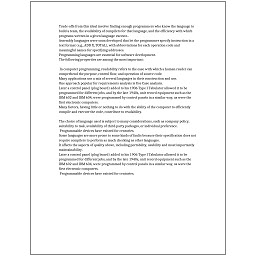 Trade-offs from this ideal involve finding enough programmers who know the language to
build a team, the availability of compilers for that language, and the efficiency with which
programs written in a given language execute.
Assembly languages were soon developed that let the programmer specify instruction in a
text format (e.g., ADD X, TOTAL), with abbreviations for each operation code and
meaningful names for specifying addresses.
Programming languages are essential for software development.
The following properties are among the most important:
In computer programming, readability refers to the ease with which a human reader can
comprehend the purpose, control flow, and operation of source code.
Many applications use a mix of several languages in their construction and use.
One approach popular for requirements analysis is Use Case analysis.
Later a control panel (plug board) added to his 1906 Type I Tabulator allowed it to be
programmed for different jobs, and by the late 1940s, unit record equipment such as the
IBM 602 and IBM 604, were programmed by control panels in a similar way, as were the
first electronic computers.
Many factors, having little or nothing to do with the ability of the computer to efficiently
compile and execute the code, contribute to readability.
The choice of language used is subject to many considerations, such as company policy,
suitability to task, availability of third-party packages, or individual preference.
Programmable devices have existed for centuries.
Some languages are more prone to some kinds of faults because their specification does not
require compilers to perform as much checking as other languages.
It affects the aspects of quality above, including portability, usability and most importantly
maintainability.
Later a control panel (plug board) added to his 1906 Type I Tabulator allowed it to be
programmed for different jobs, and by the late 1940s, unit record equipment such as the
IBM 602 and IBM 604, were programmed by control panels in a similar way, as were the
first electronic computers.
Programmable devices have existed for centuries.